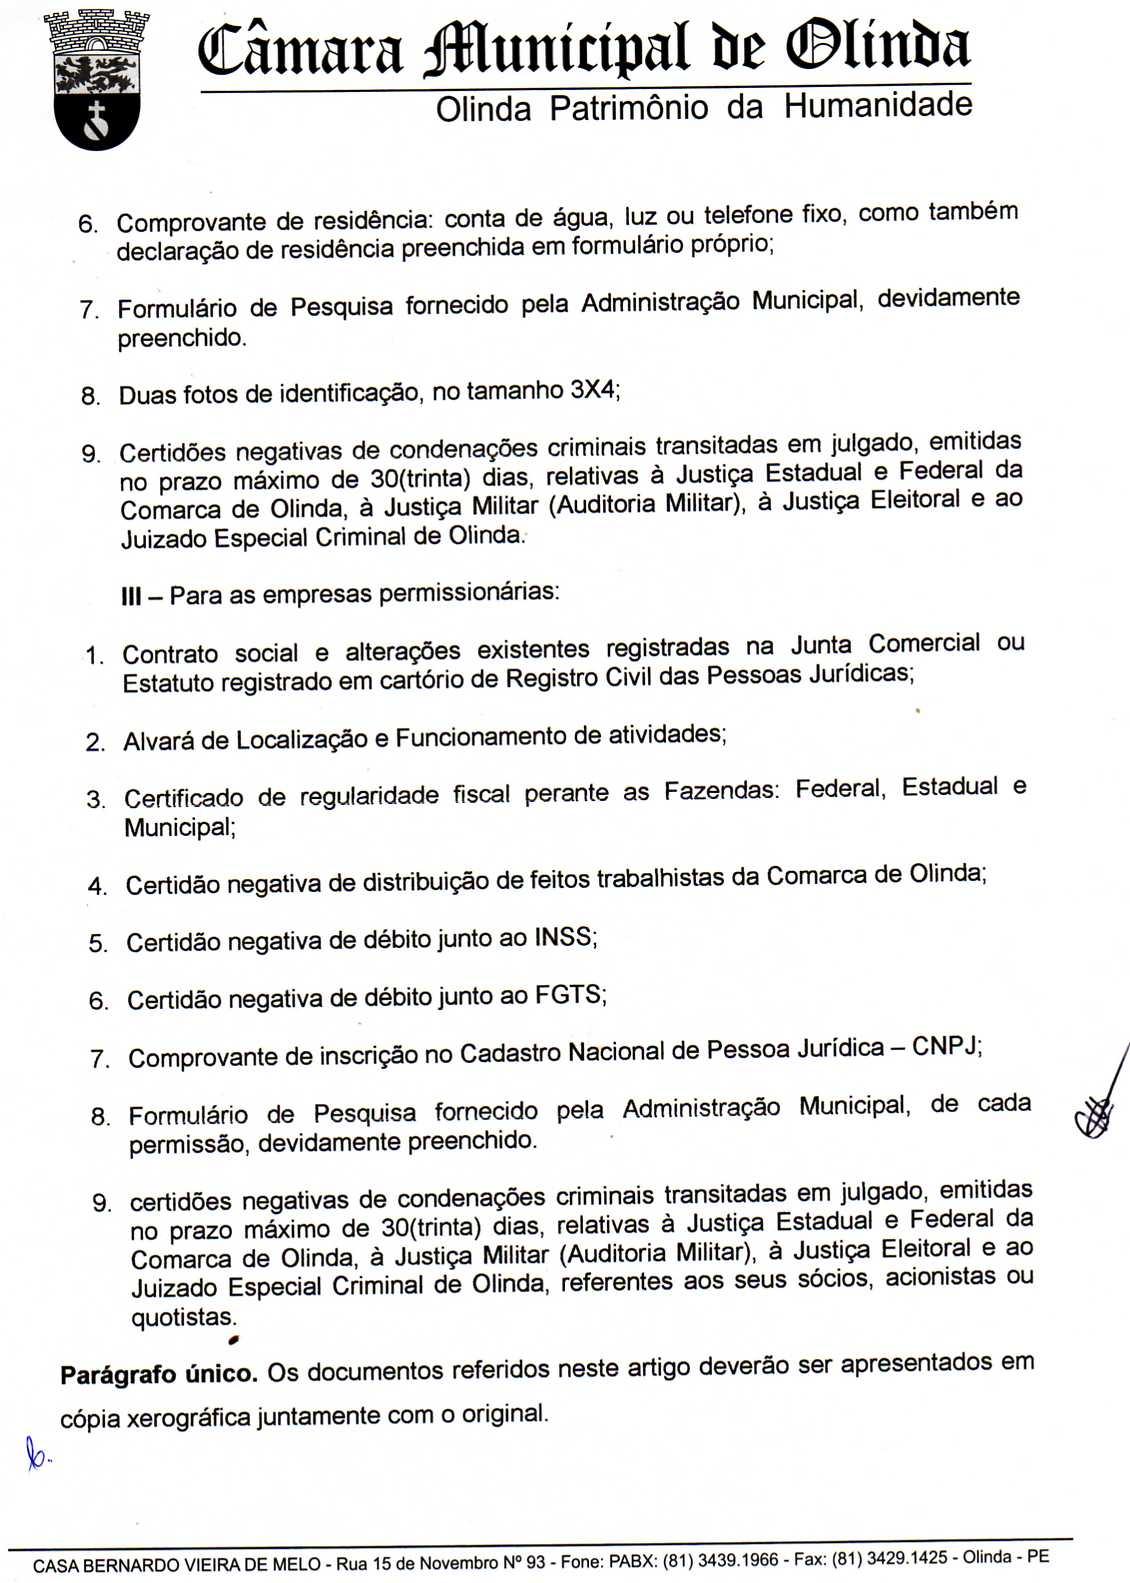 Câmara Municipal de Olinda
Olinda Patrimônio da Humanidade
6. Comprovante de residência: conta de água, luz ou telefone fixo, como também
declaração de residência preenchida em formulário próprio;
7. Formulário de Pesquisa fornecido pela Administração Municipal, devidamente
preenchido.
8. Duas fotos de identificação, no tamanho 3X4;
9. Certidões negativas de condenações criminais transitadas em julgado, emitidas
no prazo máximo de 30(trinta) dias, relativas à Justiça Estadual e Federal da
Comarca de Olinda, à Justiça Militar (Auditoria Militar), à Justiça Eleitoral e ao
Juizado Especial Criminal de Olinda.
III – Para as empresas permissionárias:
1. Contrato social e alterações existentes registradas na Junta Comercial ou
Estatuto registrado em cartório de Registro Civil das Pessoas Jurídicas;
2. Alvará de Localização e Funcionamento de atividades;
3. Certificado de regularidade fiscal perante as Fazendas: Federal, Estadual e
Municipal;
4. Certidão negativa de distribuição de feitos trabalhistas da Comarca de Olinda;
5. Certidão negativa de débito junto ao INSS;
6. Certidão negativa de débito junto ao FGTS;
7. Comprovante de inscrição no Cadastro Nacional de Pessoa Jurídica – CNPJ;
8. Formulário de Pesquisa fornecido pela Administração Municipal, de cada
permissão, devidamente preenchido.
9. certidões negativas de condenações criminais transitadas em julgado, emitidas
no prazo máximo de 30(trinta) dias, relativas à Justiça Estadual e Federal da
Comarca de Olinda, à Justiça Militar (Auditoria Militar), à Justiça Eleitoral e ao
Juizado Especial Criminal de Olinda, referentes aos seus sócios, acionistas ou
quotistas.
Parágrafo único. Os documentos referidos neste artigo deverão ser apresentados em
cópia xerográfica juntamente com o original.
CASA BERNARDO VIEIRA DE MELO - Rua 15 de Novembro Nº 93 - Fone: PABX: (81) 3439.1966 - Fax: (81) 3429.1425 - Olinda - PE